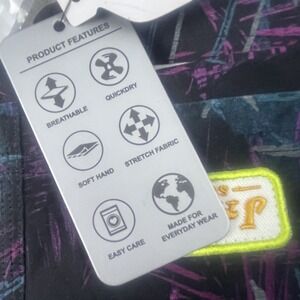 PRODUCT FEATURES
BREATHABLE
QUICKDRY
SOFT HAND
STRETCH FABRIC
EASY CARE
MADE FOR
EVERYDAY WEAR